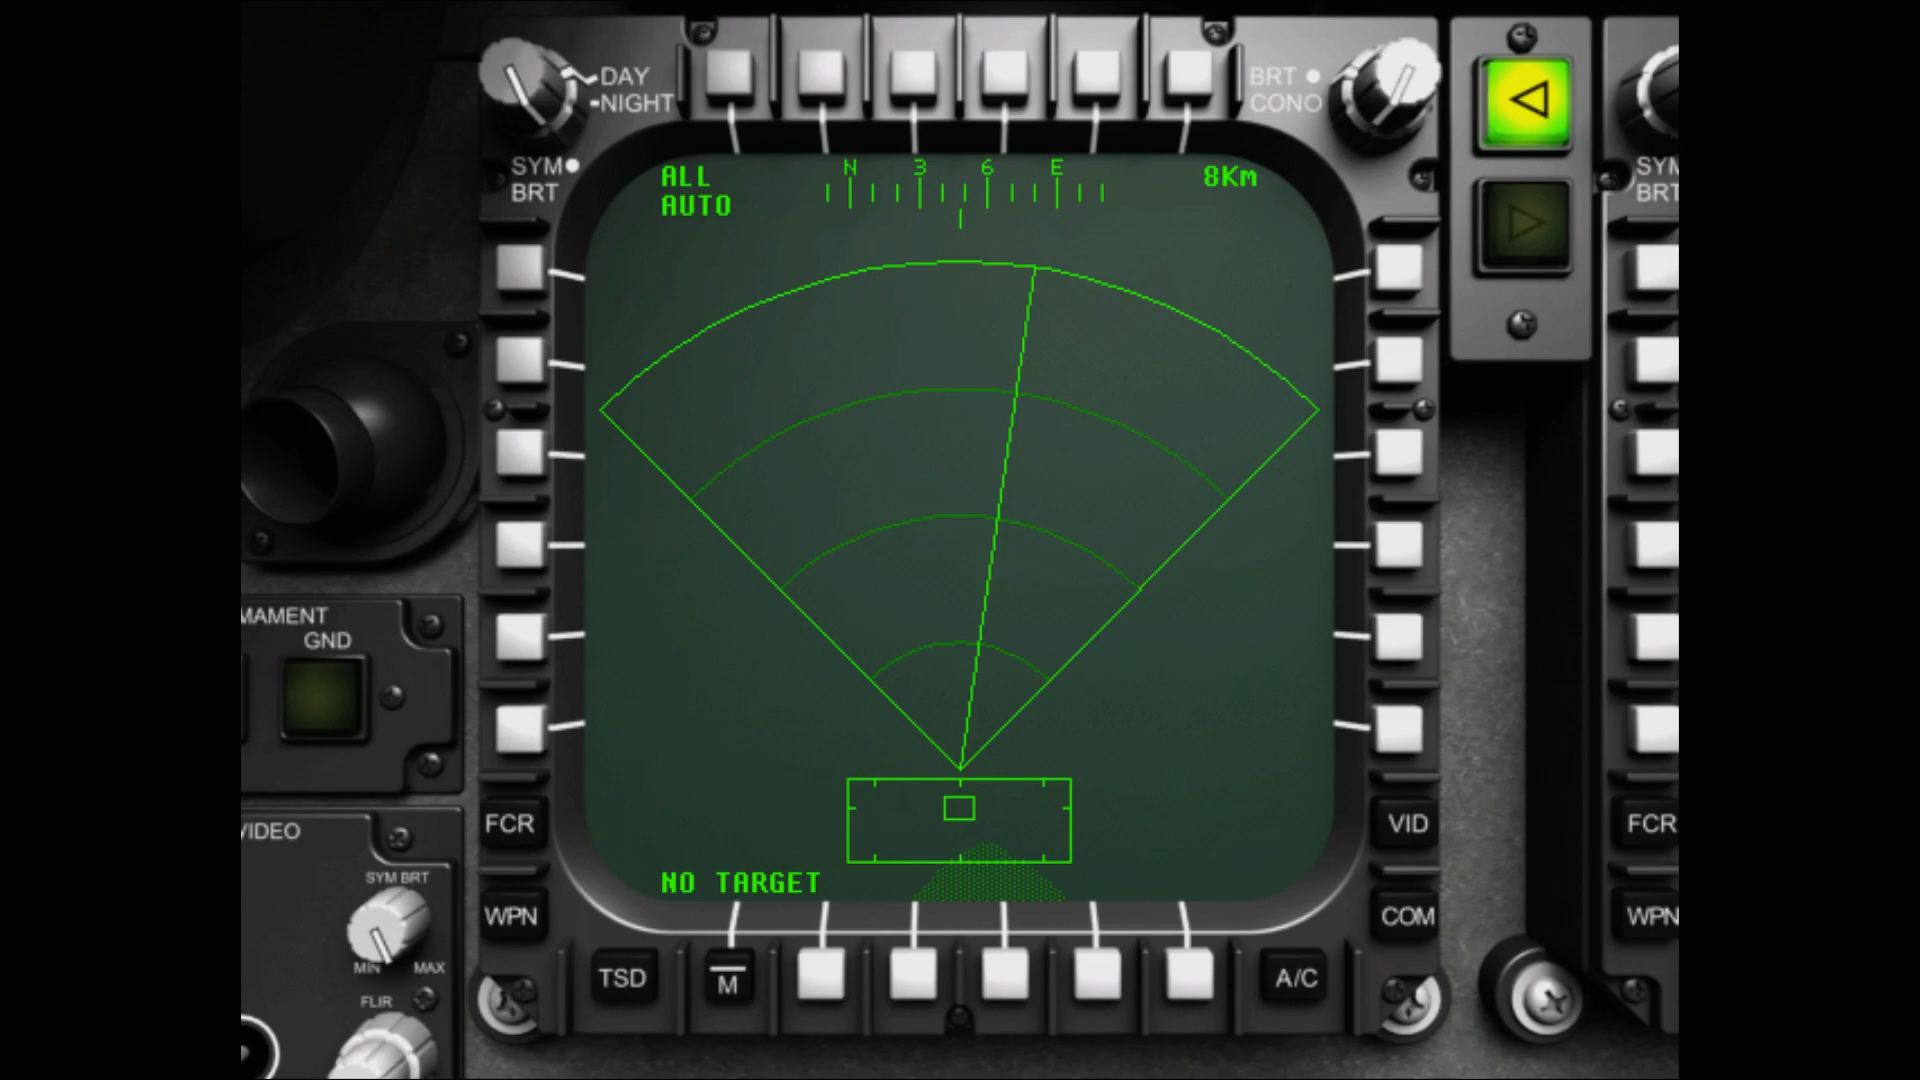 DAY
NIGHT
BRT
CONO
SYM
BRT
SYM
BRT
ALL
AUTO
N 3 6 E
8Km
MAMENT
GND
VIDEO
SYM BRT
MIN MAX
FLIR
FCR
WPN
VID
COM
FCR
WPN
NO TARGET
TSD
M
A/C